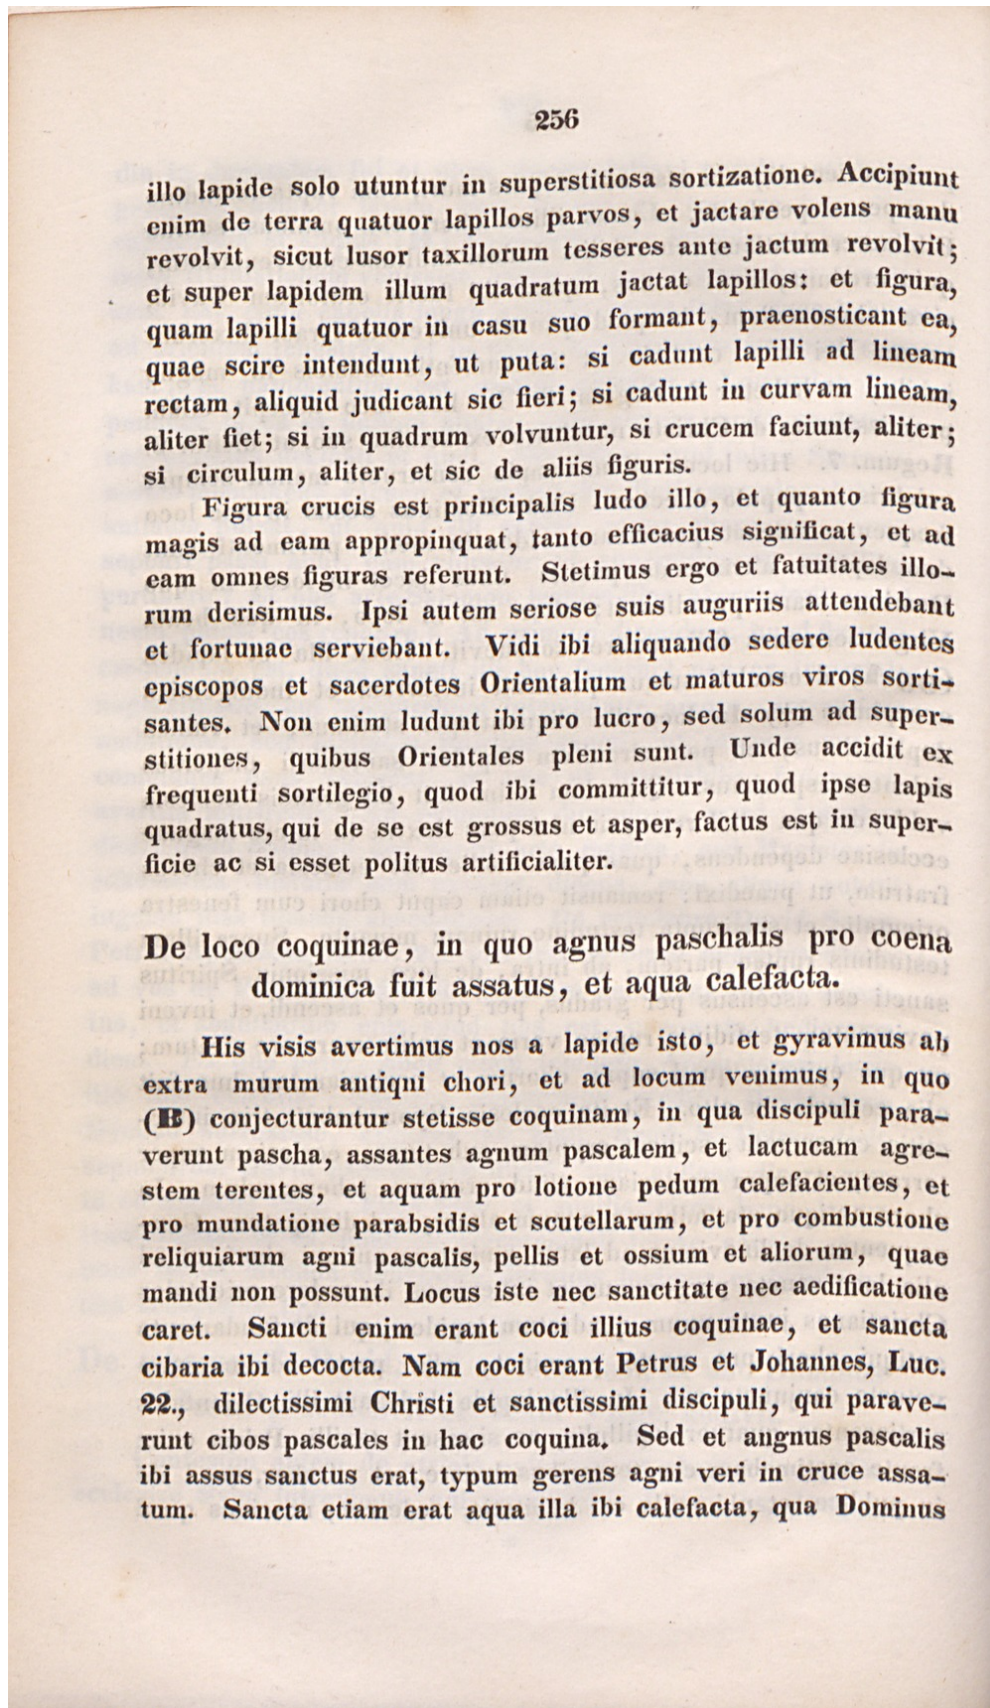 256
illo lapide solo utuntur in superstitiosa sortizatione. Accipiunt
enim de terra quatuor lapillos parvos, et jactare volens manu
revolvit, sicut lusor taxillorum tesseres ante jactum revolvit;
et super lapidem illum quadratum jactat lapillos: et figura,
quam lapilli quatuor in casu suo formant, praenosticant ea,
quae scire intendunt, ut puta: si cadunt lapilli ad lineam
rectam, aliquid judicant sic fieri; si cadunt in curvam lineam,
aliter fiet; si in quadrum volvuntur, si crucem faciunt, aliter;
si circulum, aliter, et sic de aliis figuris.
Figura crucis est principalis ludo illo, et quanto figura
magis ad eam appropinquat, tanto efficacius significat, et ad
eam omnes figuras referunt. Stetimus ergo et fatuitates illo-
rum derisimus. Ipsi autem seriose suis auguriis attendebant
et fortunae serviebant. Vidi ibi aliquando sedere ludentes
episcopos et sacerdotes Orientalium et maturos viros sorti-
santes. Non enim ludunt ibi pro lucro, sed solum ad super-
stitiones, quibus Orientales pleni sunt. Unde accidit ex
frequenti sortilegio, quod ibi committitur, quod ipse lapis
quadratus, qui de se est grossus et asper, factus est in super-
ficie ac si esset politus artificialiter.
De loco coquinae, in quo agnus paschalis pro coena
dominica fuit assatus, et aqua calefacta.
His visis avertimus nos a lapide isto, et gyravimus ab
extra murum antiqni chori, et ad locum venimus, in quo
(B) conjecturantur stetisse coquinam, in qua discipuli para-
verunt pascha, assantes agnum pascalem, et lactucam agre-
stem terentes, et aquam pro lotione pedum calefacientes, et
pro mundatione parabsidis et scutellarum, et pro combustione
reliquiarum agni pascalis, pellis et ossium et aliorum, quae
mandi non possunt. Locus iste nec sanctitate nec aedificatione
caret. Sancti enim erant coci illius coquinae, et sancta
cibaria ibi decocta. Nam coci erant Petrus et Johannes, Luc.
22., dilectissimi Christi et sanctissimi discipuli, qui parave-
runt cibos pascales in hac coquina. Sed et angnus pascalis
ibi assus sanctus erat, typum gerens agni veri in cruce assa-
tum. Sancta etiam erat aqua illa ibi calefacta, qua Dominus